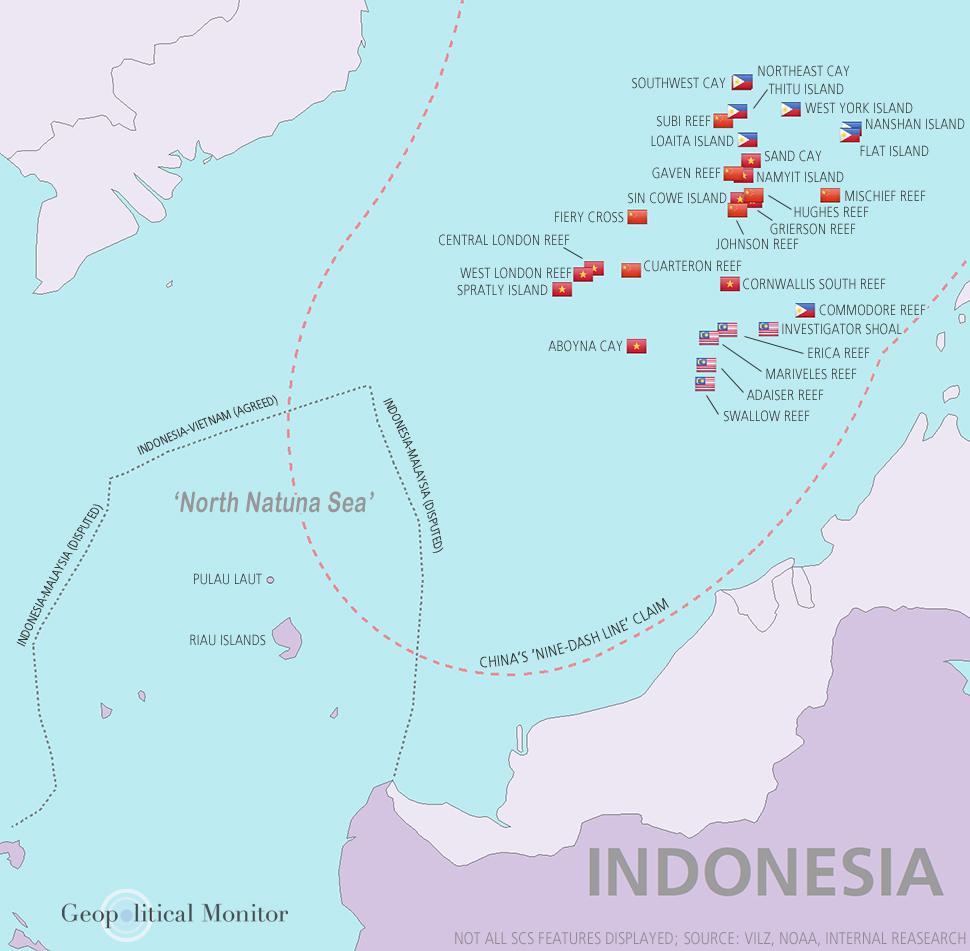 NORTHEAST CAY
SOUTHWEST CAY
THITU ISLAND
WEST YORK ISLAND
SUBI REEF
NANSHAN ISLAND
LOAITA ISLAND
FLAT ISLAND
SAND CAY
GAVEN REEF
NAMYIT ISLAND
SIN COWE ISLAND
MISCHIEF REEF
HUGHES REEF
FIERY CROSS
GRIERSON REEF
CENTRAL LONDON REEF
JOHNSON REEF
WEST LONDON REEF
CUARTERON REEF
SPRATLY ISLAND
CORNWALLIS SOUTH REEF
COMMODORE REEF
INVESTIGATOR SHOAL
ABOYNA CAY
ERICA REEF
MARIVELES REEF
ADAISER REEF
SWALLOW REEF
INDONESIA-VIETNAM (AGREED)
INDONESIA-MALAYSIA (DISPUTED)
INDONESIA-MALAYSIA (DISPUTED)
'North Natuna Sea'
PULAU LAUT
RIAU ISLANDS
CHINA'S 'NINE-DASH LINE' CLAIM
INDONESIA
Geopolitical Monitor
NOT ALL SCS FEATURES DISPLAYED; SOURCE: VILZ, NOAA, INTERNAL REASEARCH